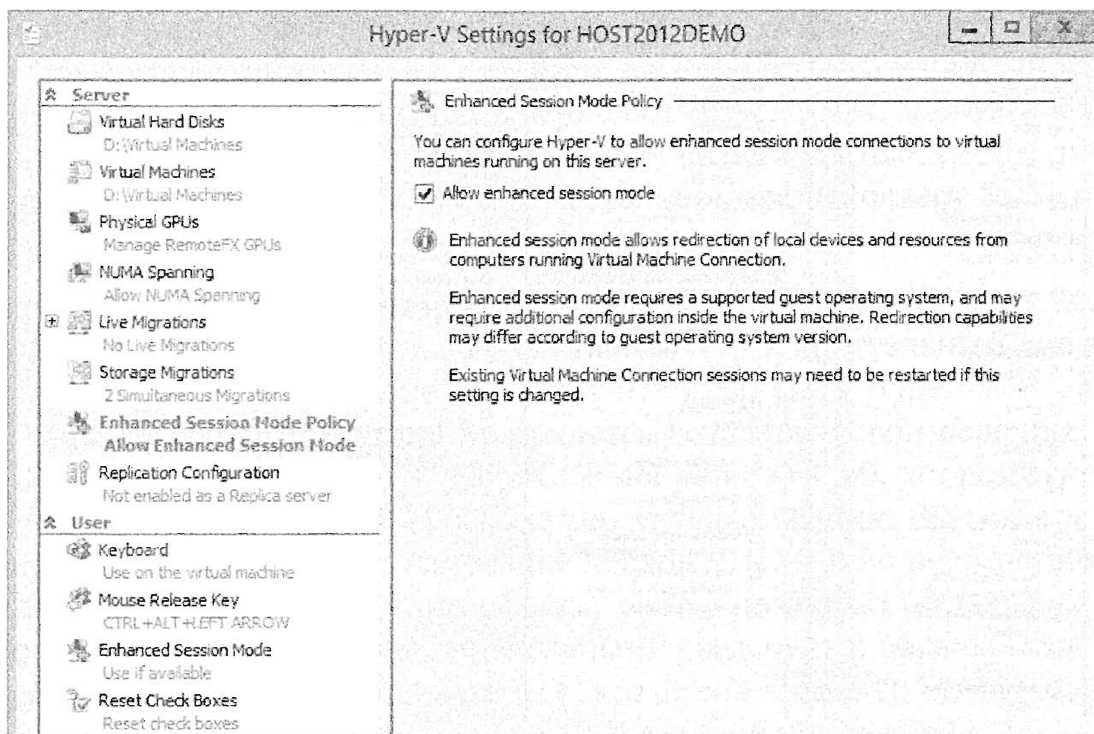 Hyper-V Settings for HOST2012DEMO
Server
Virtual Hard Disks
D:\Virtual Machines
Virtual Machines
D:\Virtual Machines
Physical GPUs
Manage RemoteFX GPUs
NUMA Spanning
Allow NUMA Spanning
Live Migrations
No Live Migrations
Storage Migrations
2 Simultaneous Migrations
Enhanced Session Mode Policy
Allow Enhanced Session Mode
Replication Configuration
Not enabled as a Replica server
User
Keyboard
Use on the virtual machine
Mouse Release Key
CTRL+ALT+LEFT ARROW
Enhanced Session Mode
Use if available
Reset Check Boxes
Reset check boxes
Enhanced Session Mode Policy
You can configure Hyper-V to allow enhanced session mode connections to virtual
machines running on this server.
Allow enhanced session mode
Enhanced session mode allows redirection of local devices and resources from
computers running Virtual Machine Connection.
Enhanced session mode requires a supported guest operating system, and may
require additional configuration inside the virtual machine. Redirection capabilities
may differ according to guest operating system version.
Existing Virtual Machine Connection sessions may need to be restarted if this
setting is changed.